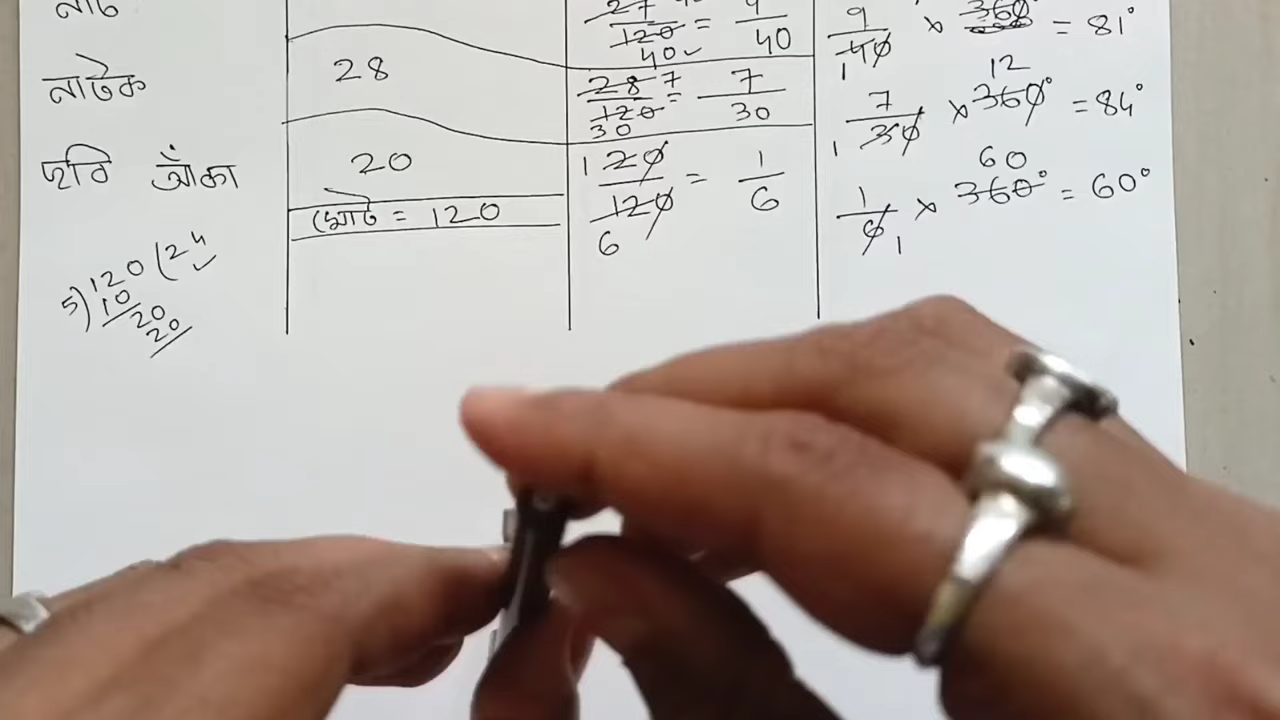 নাচ 27/120 = 9/40 9/40 × 360° = 81°
40
নাটক 28 28/120 = 7/30 7/30 × 360° = 84°
7 30 1 12
ছবি আঁকা 20 20/120 = 1/6 1/6 × 360° = 60°
1 6 1 60
মোট = 120
5)120(24
10
20
20